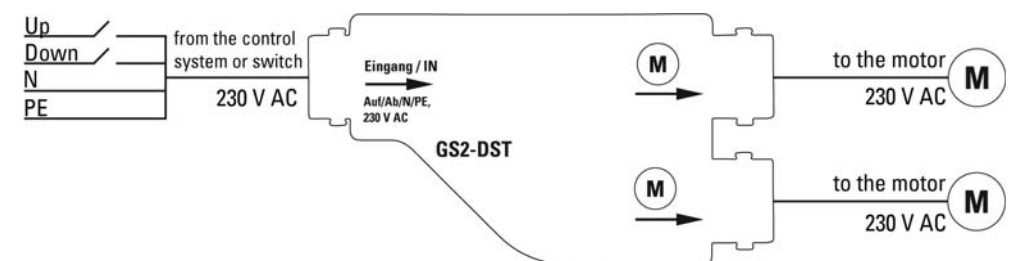 Up
Down
N
PE
from the control
system or switch
230 V AC
Eingang / IN
Auf/Ab/N/PE,
230 V AC
GS2-DST
M
M
to the motor
230 V AC
M
to the motor
230 V AC
M